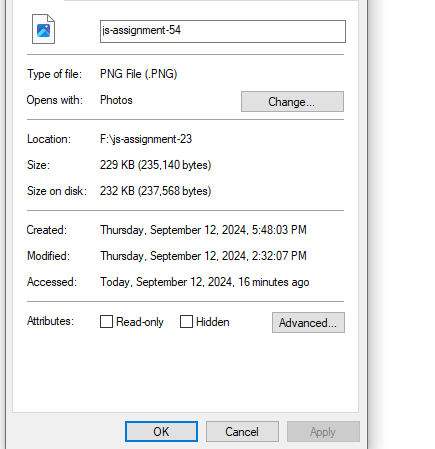 js-assignment-54
Type of file: PNG File (.PNG)
Opens with: Photos Change...
Location: F:\js-assignment-23
Size: 229 KB (235,140 bytes)
Size on disk: 232 KB (237,568 bytes)
Created: Thursday, September 12, 2024, 5:48:03 PM
Modified: Thursday, September 12, 2024, 2:32:07 PM
Accessed: Today, September 12, 2024, 16 minutes ago
Attributes: Read-only Hidden Advanced...
OK Cancel Apply